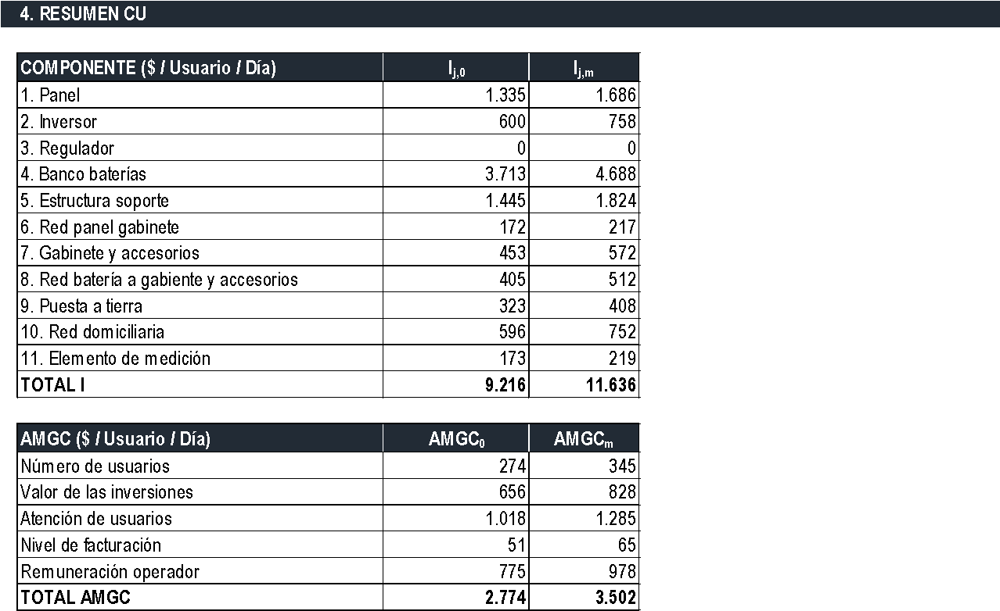 4. RESUMEN CU
COMPONENTE ($ / Usuario / Día) Ij,0 Ij,m
1. Panel 1.335 1.686
2. Inversor 600 758
3. Regulador 0 0
4. Banco baterías 3.713 4.688
5. Estructura soporte 1.445 1.824
6. Red panel gabinete 172 217
7. Gabinete y accesorios 453 572
8. Red batería a gabiente y accesorios 405 512
9. Puesta a tierra 323 408
10. Red domiciliaria 596 752
11. Elemento de medición 173 219
TOTAL I 9.216 11.636
AMGC ($ / Usuario / Día) AMGC0 AMGCm
Número de usuarios 274 345
Valor de las inversiones 656 828
Atención de usuarios 1.018 1.285
Nivel de facturación 51 65
Remuneración operador 775 978
TOTAL AMGC 2.774 3.502